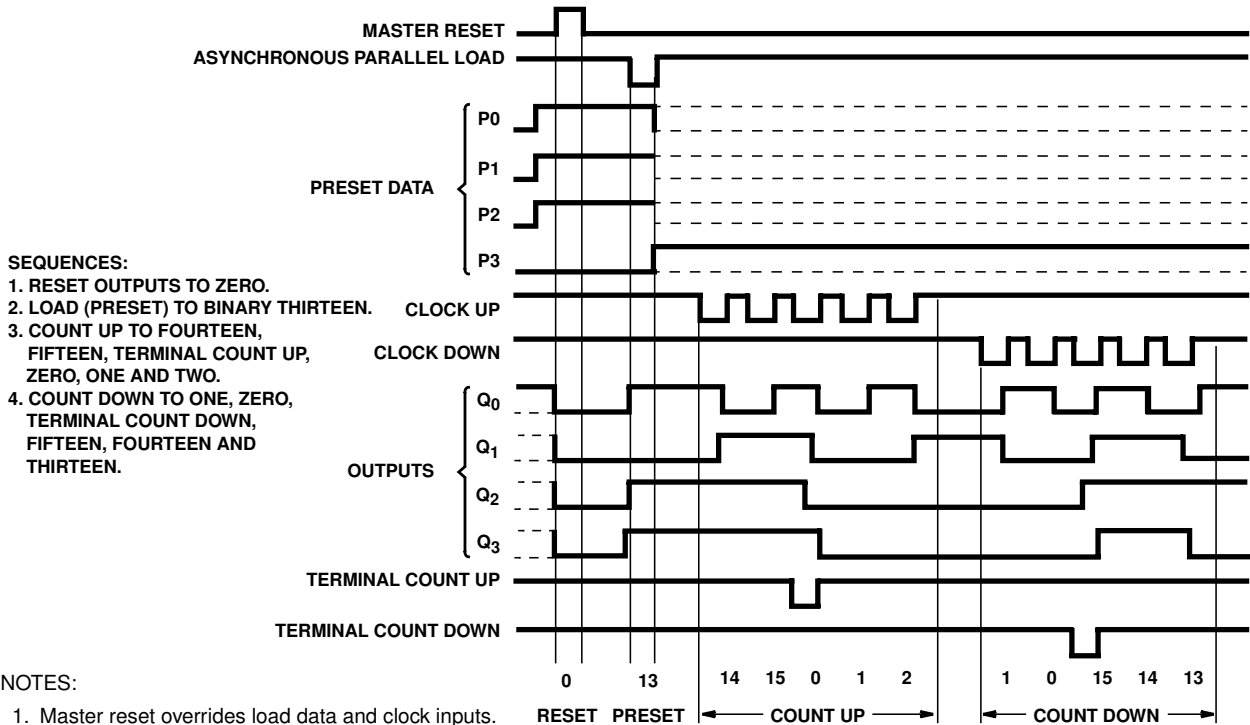 MASTER RESET
ASYNCHRONOUS PARALLEL LOAD
P0
P1
PRESET DATA
P2
P3
SEQUENCES:
1. RESET OUTPUTS TO ZERO.
2. LOAD (PRESET) TO BINARY THIRTEEN.
3. COUNT UP TO FOURTEEN,
FIFTEEN, TERMINAL COUNT UP,
ZERO, ONE AND TWO.
4. COUNT DOWN TO ONE, ZERO,
TERMINAL COUNT DOWN,
FIFTEEN, FOURTEEN AND
THIRTEEN.
CLOCK UP
CLOCK DOWN
Q0
Q1
OUTPUTS
Q2
Q3
TERMINAL COUNT UP
TERMINAL COUNT DOWN
0 13 14 15 0 1 2 1 0 15 14 13
RESET PRESET COUNT UP COUNT DOWN
NOTES:
1. Master reset overrides load data and clock inputs.